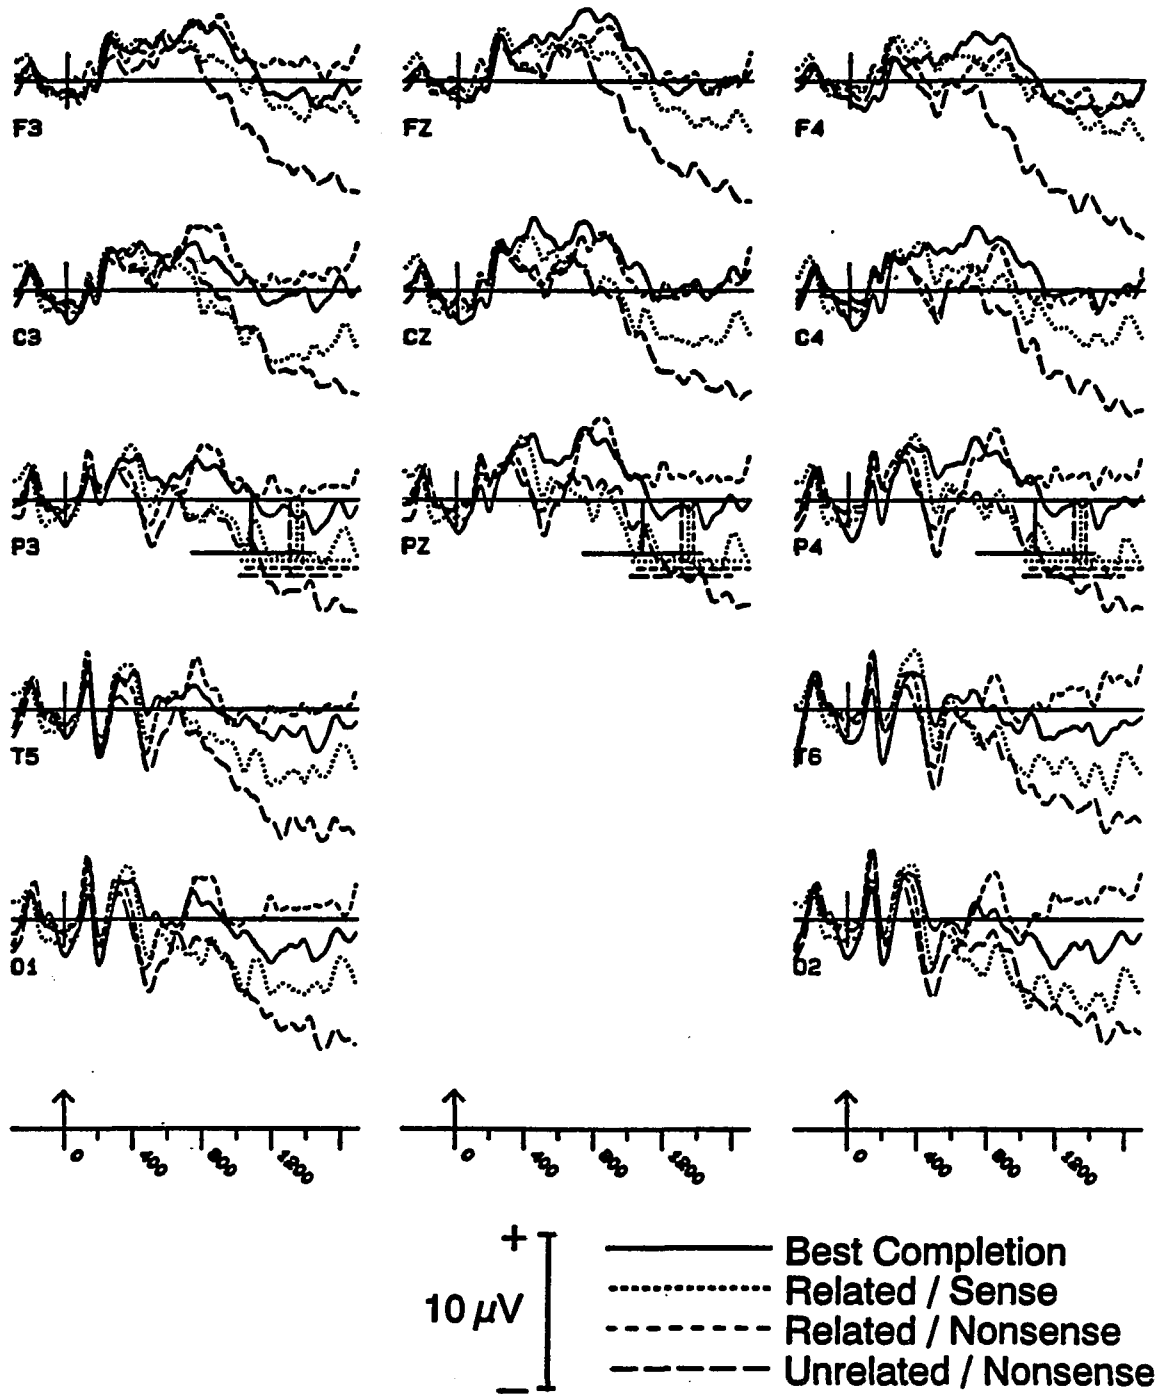 F3 FZ F4
C3 CZ C4
P3 PZ P4
T5 T6
O1 O2
0 400 800 1200 0 400 800 1200 0 400 800 1200
+
10 μV
−
Best Completion
Related / Sense
Related / Nonsense
Unrelated / Nonsense